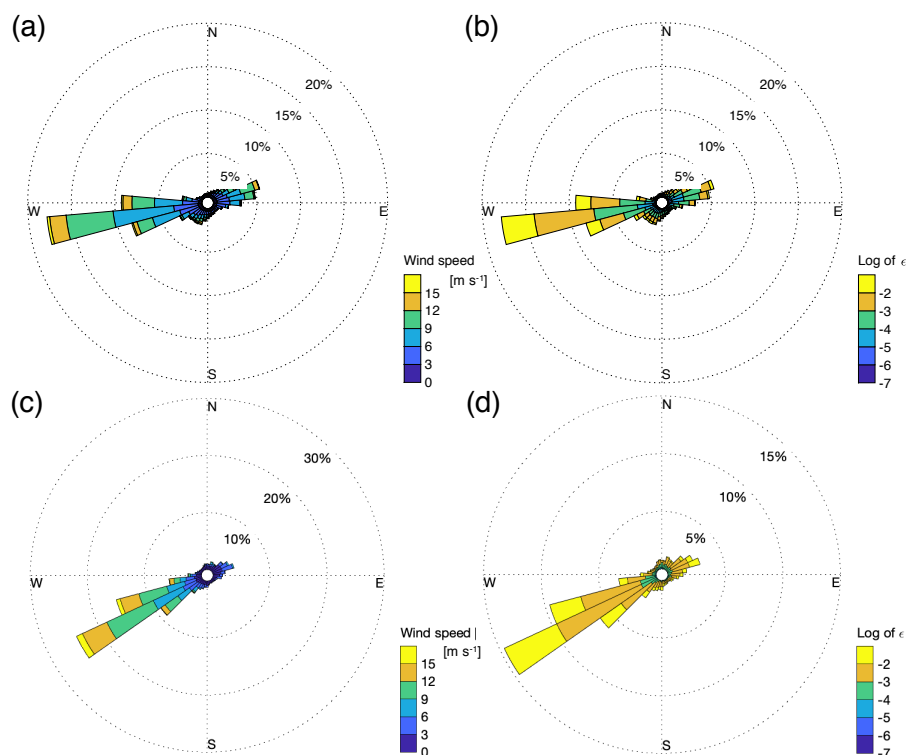 (a)
N
20%
15%
10%
5%
W
E
S
Wind speed
[m s⁻¹]
15
12
9
6
3
0
(b)
N
20%
15%
10%
5%
W
E
S
Log of ϵ
-2
-3
-4
-5
-6
-7
(c)
N
30%
20%
10%
W
E
S
Wind speed |
[m s⁻¹]
15
12
9
6
3
0
(d)
N
15%
10%
5%
W
E
S
Log of ϵ
-2
-3
-4
-5
-6
-7